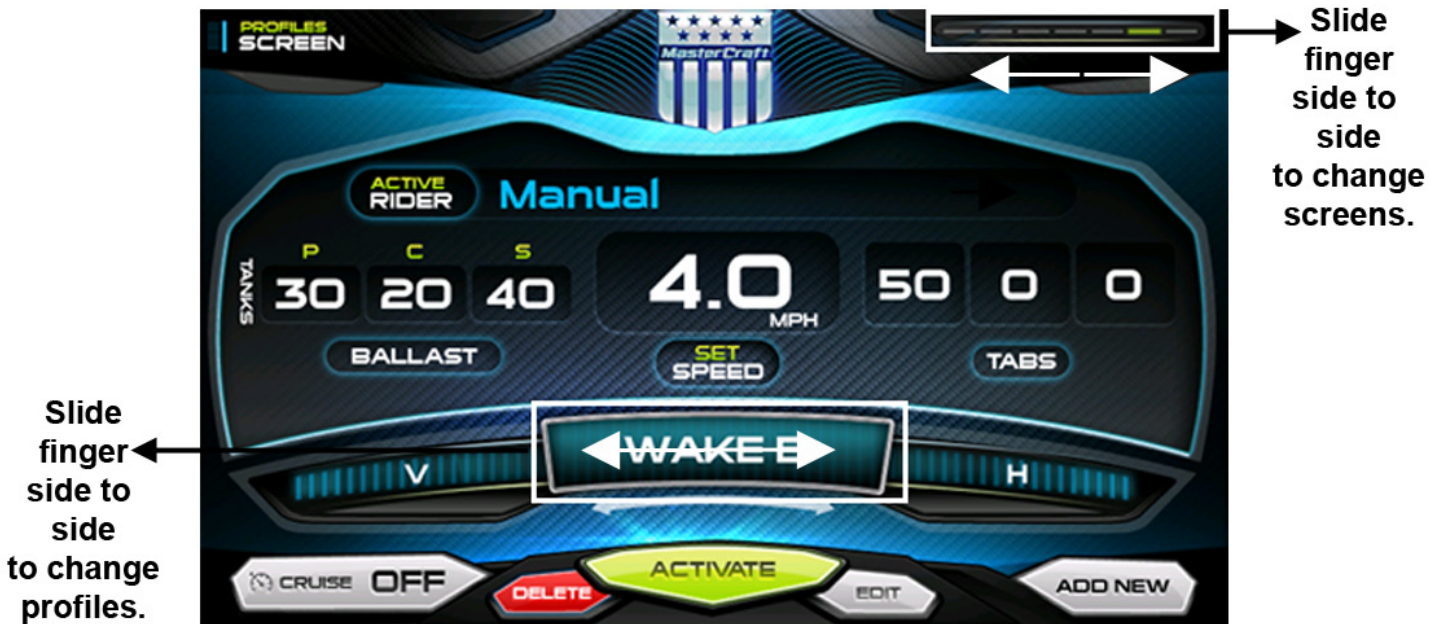 PROFILES
SCREEN
MasterCraft
Slide
finger
side to
side
to change
screens.
ACTIVE
RIDER
Manual
P C S
TANKS
30 20 40
4.0
MPH
50 0 0
BALLAST
SET
SPEED
TABS
Slide
finger
side to
side
to change
profiles.
V
WAKE B
H
CRUISE OFF
DELETE
ACTIVATE
EDIT
ADD NEW